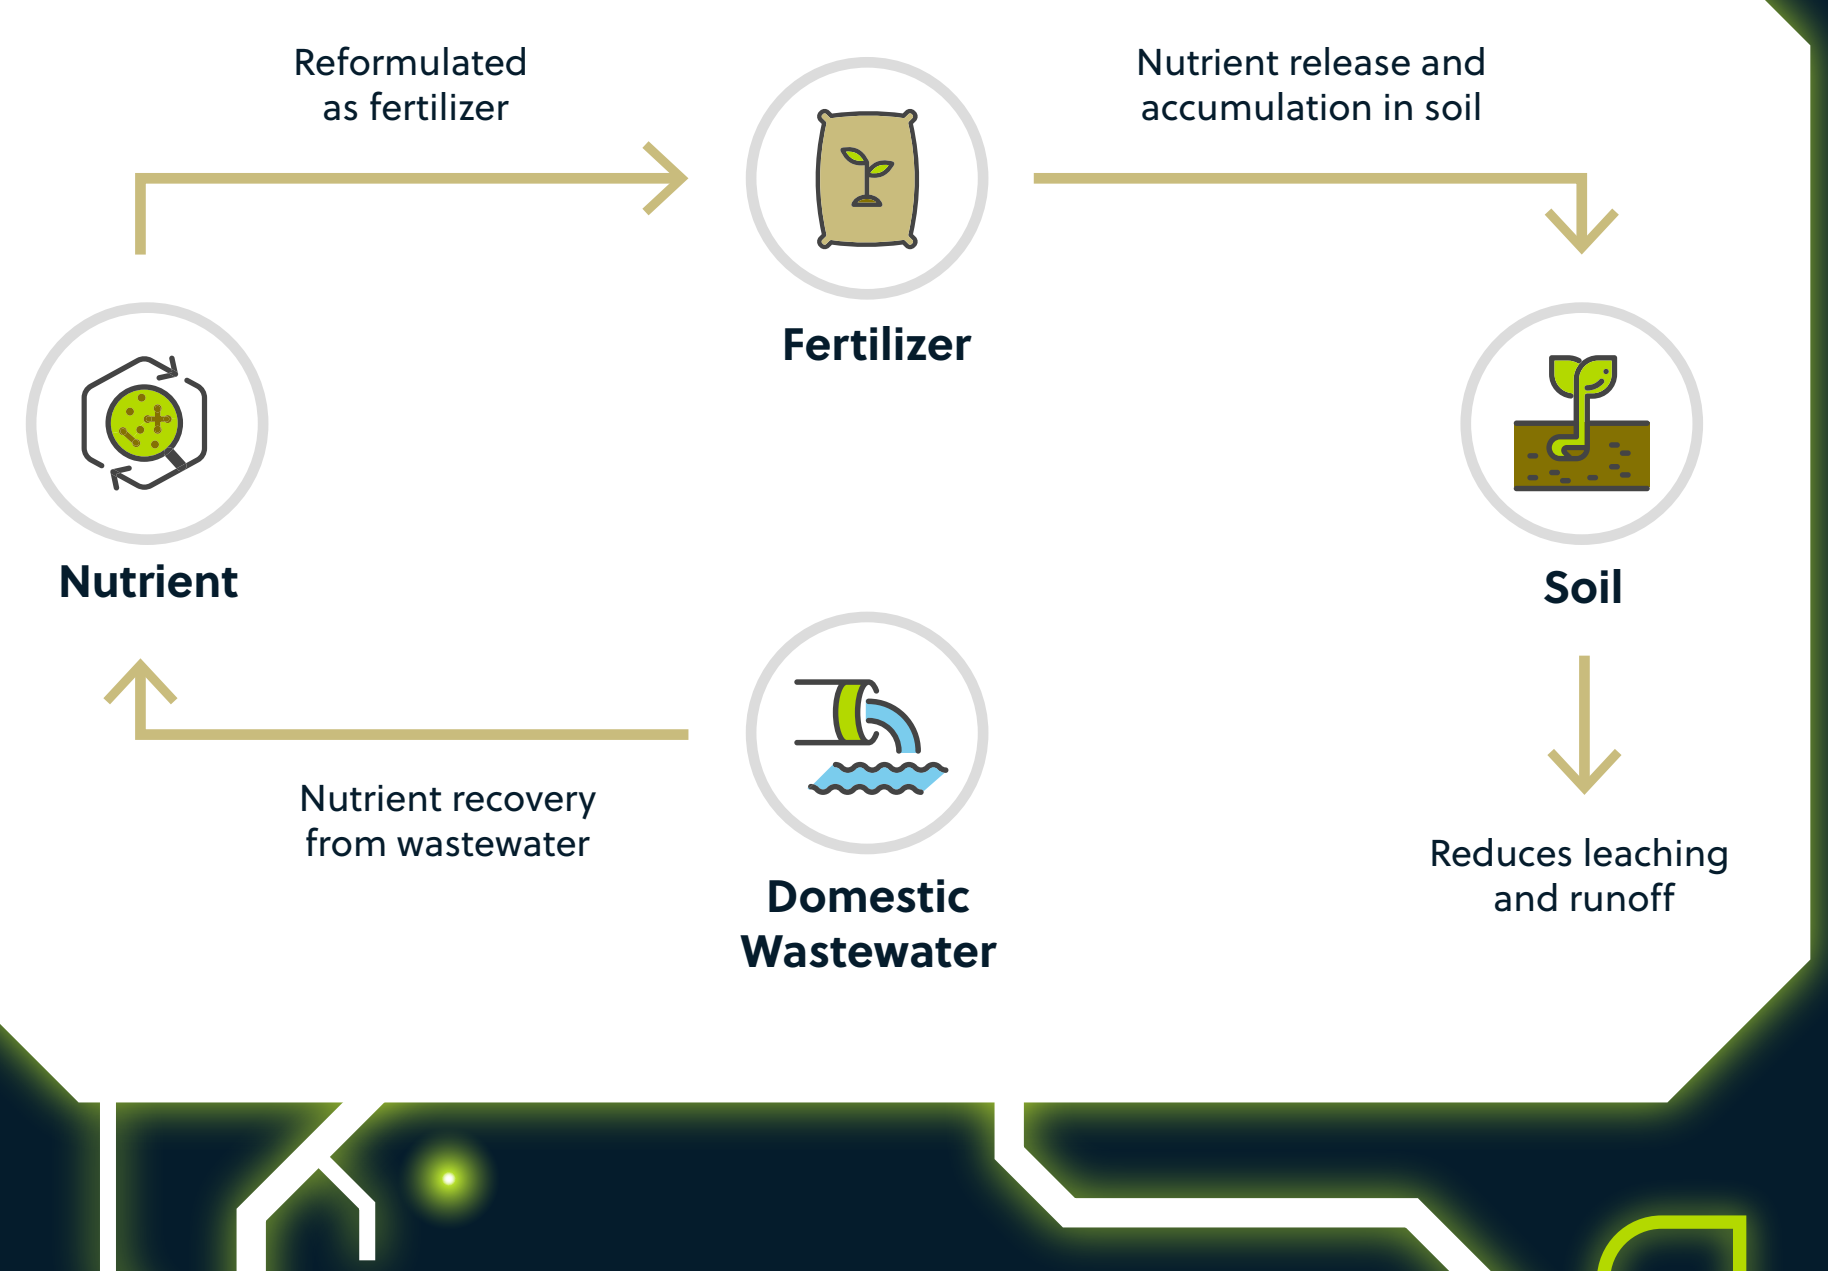 Reformulated
as fertilizer
Nutrient release and
accumulation in soil
Fertilizer
Nutrient
Soil
Nutrient recovery
from wastewater
Domestic
Wastewater
Reduces leaching
and runoff